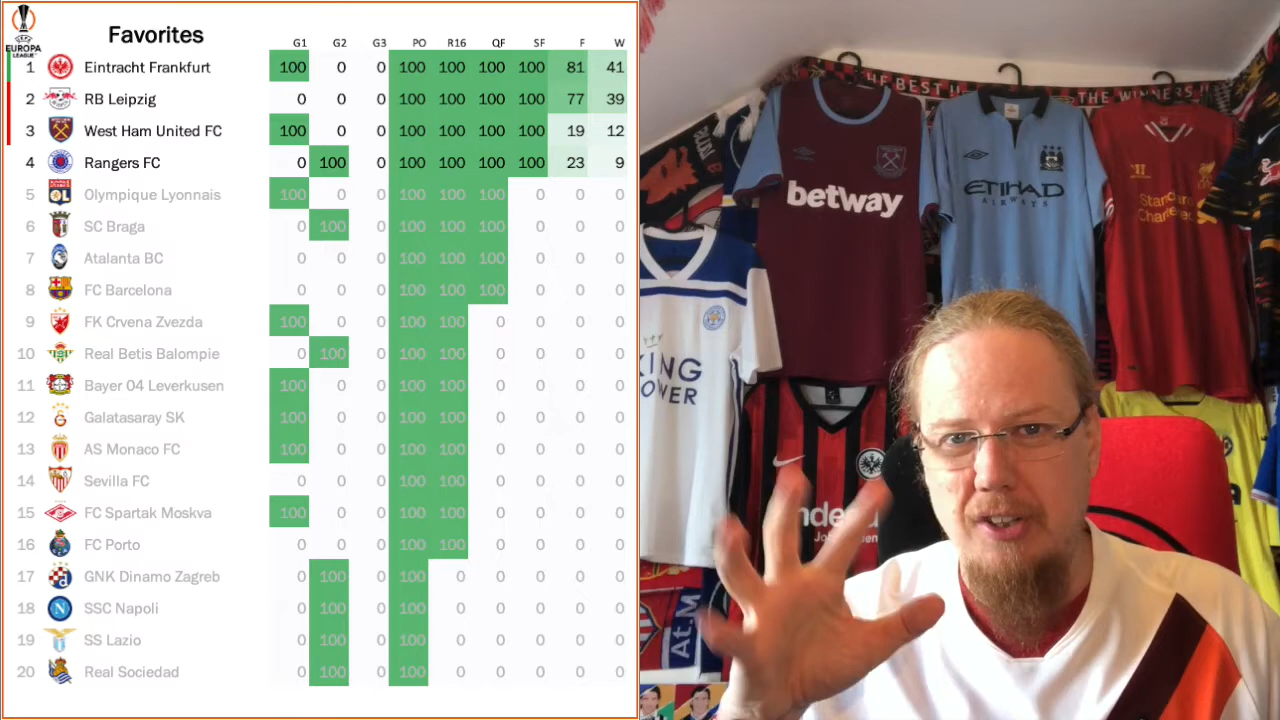 UEFA
EUROPA
LEAGUE
Favorites
G1 G2 G3 PO R16 QF SF F W
1 Eintracht Frankfurt 100 0 0 100 100 100 100 81 41
2 RB Leipzig 0 0 0 100 100 100 100 77 39
3 West Ham United FC 100 0 0 100 100 100 100 19 12
4 Rangers FC 0 100 0 100 100 100 100 23 9
5 Olympique Lyonnais 100 0 0 100 100 100 0 0 0
6 SC Braga 0 100 0 100 100 100 0 0 0
7 Atalanta BC 0 0 0 100 100 100 0 0 0
8 FC Barcelona 0 0 0 100 100 100 0 0 0
9 FK Crvena Zvezda 100 0 0 100 100 0 0 0 0
10 Real Betis Balompie 0 100 0 100 100 0 0 0 0
11 Bayer 04 Leverkusen 100 0 0 100 100 0 0 0 0
12 Galatasaray SK 100 0 0 100 100 0 0 0 0
13 AS Monaco FC 100 0 0 100 100 0 0 0 0
14 Sevilla FC 0 0 0 100 100 0 0 0 0
15 FC Spartak Moskva 100 0 0 100 100 0 0 0 0
16 FC Porto 0 0 0 100 100 0 0 0 0
17 GNK Dinamo Zagreb 0 100 0 100 0 0 0 0 0
18 SSC Napoli 0 100 0 100 0 0 0 0 0
19 SS Lazio 0 100 0 100 0 0 0 0 0
20 Real Sociedad 0 100 0 100 0 0 0 0 0
THE BEST !!
THE WINNERS !!
betway
ETIHAD
AIRWAYS
Standard
Chartered
KING
POWER
At.M